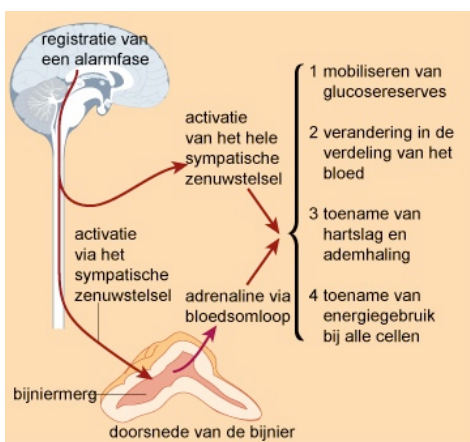 registratie van
een alarmfase
activatie
van het hele
sympatische
zenuwstelsel
1 mobiliseren van
glucosereserves
2 verandering in de
verdeling van het
bloed
3 toename van
hartslag en
ademhaling
4 toename van
energiegebruik
bij alle cellen
activatie
via het
sympatische
zenuwstelsel
adrenaline via
bloedsomloop
bijniermerg
doorsnede van de bijnier